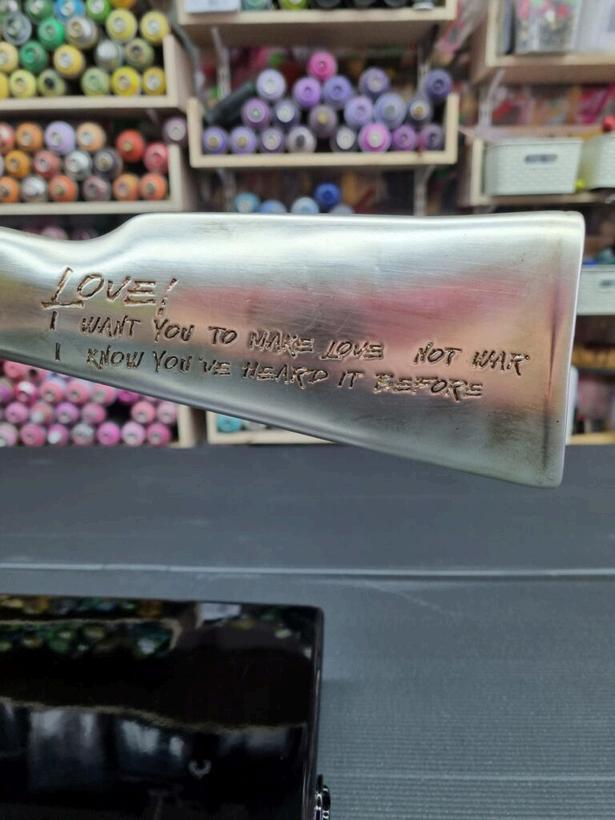 LOVE!
I WANT YOU TO MAKE LOVE NOT WAR
I KNOW YOU'VE HEARD IT BEFORE